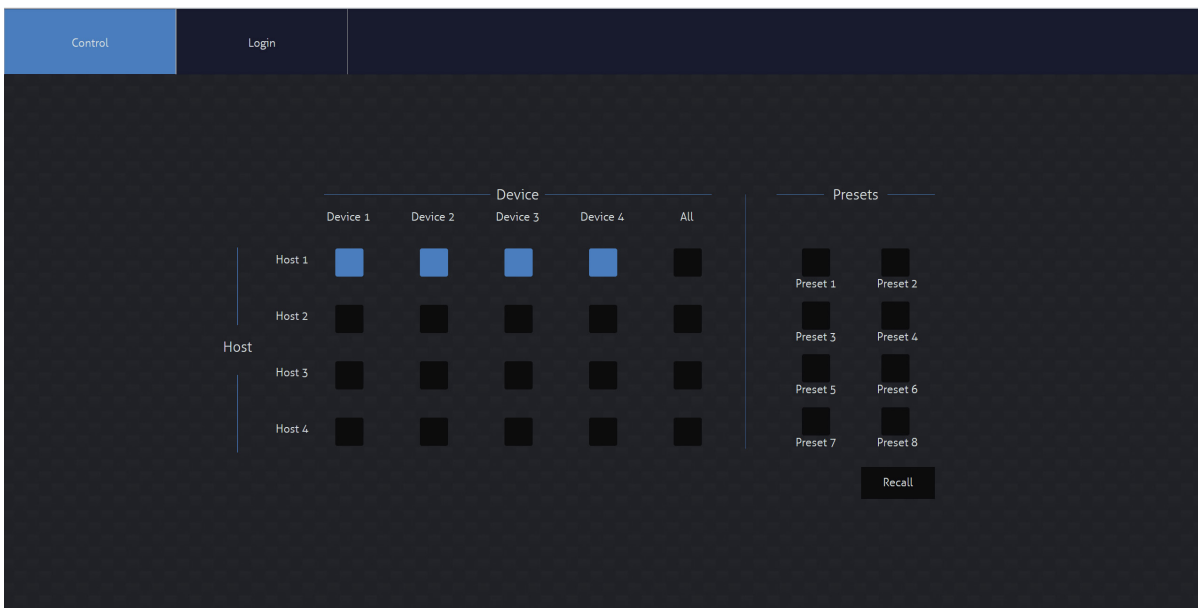 Control Login
Device Presets
Device 1 Device 2 Device 3 Device 4 All
Host 1
Preset 1 Preset 2
Host 2
Preset 3 Preset 4
Host
Host 3
Preset 5 Preset 6
Host 4
Preset 7 Preset 8
Recall